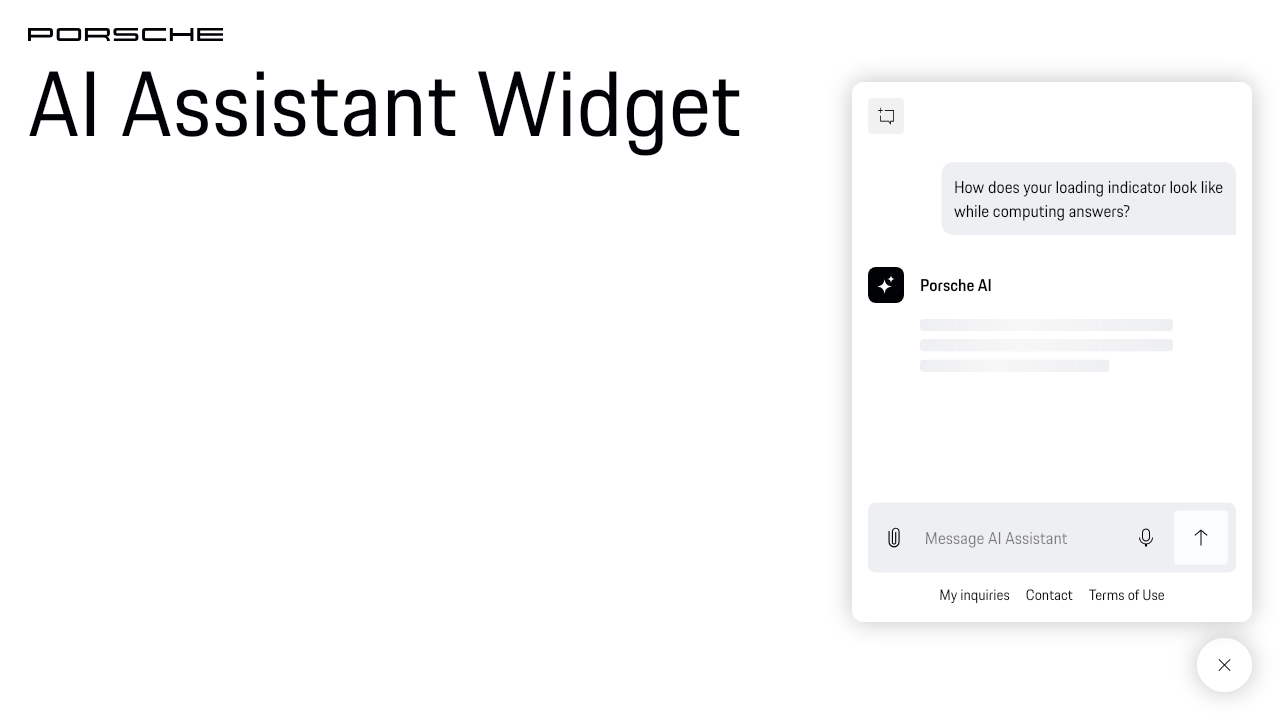 PORSCHE
AI Assistant Widget
How does your loading indicator look like
while computing answers?
Porsche AI
Message AI Assistant
My inquiries Contact Terms of Use